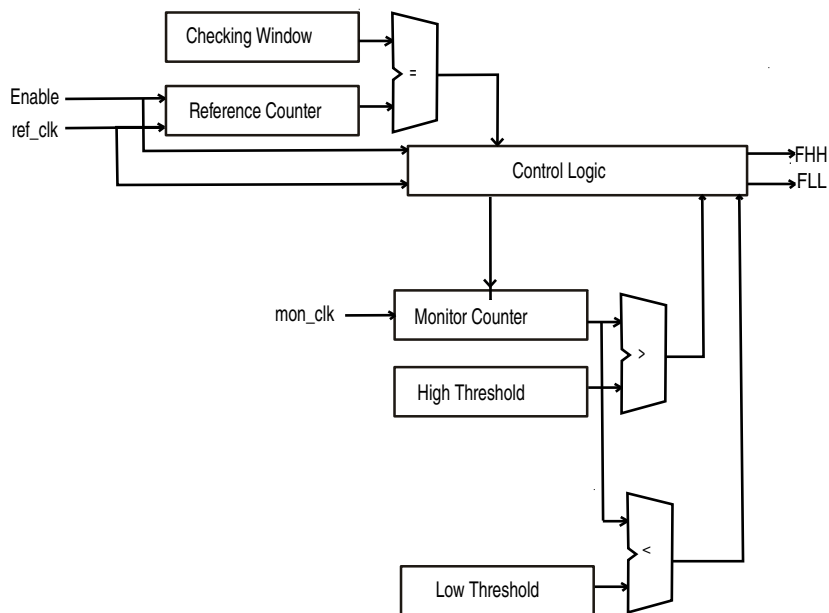 Checking Window
=
Enable
Reference Counter
ref_clk
FHH
Control Logic
FLL
mon_clk
Monitor Counter
>
High Threshold
<
Low Threshold